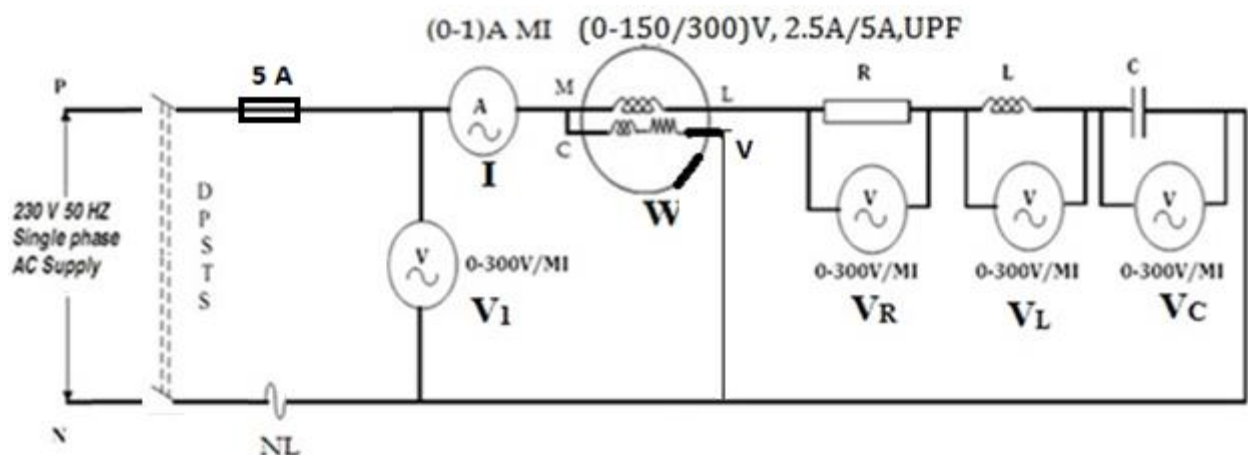 (0-1)A MI (0-150/300)V, 2.5A/5A,UPF
P
5 A
A
I
M
L
C
V
W
R
L
C
230 V 50 HZ
Single phase
AC Supply
D
P
S
T
S
V
0-300V/MI
V1
V
0-300V/MI
VR
V
0-300V/MI
VL
V
0-300V/MI
VC
N
NL